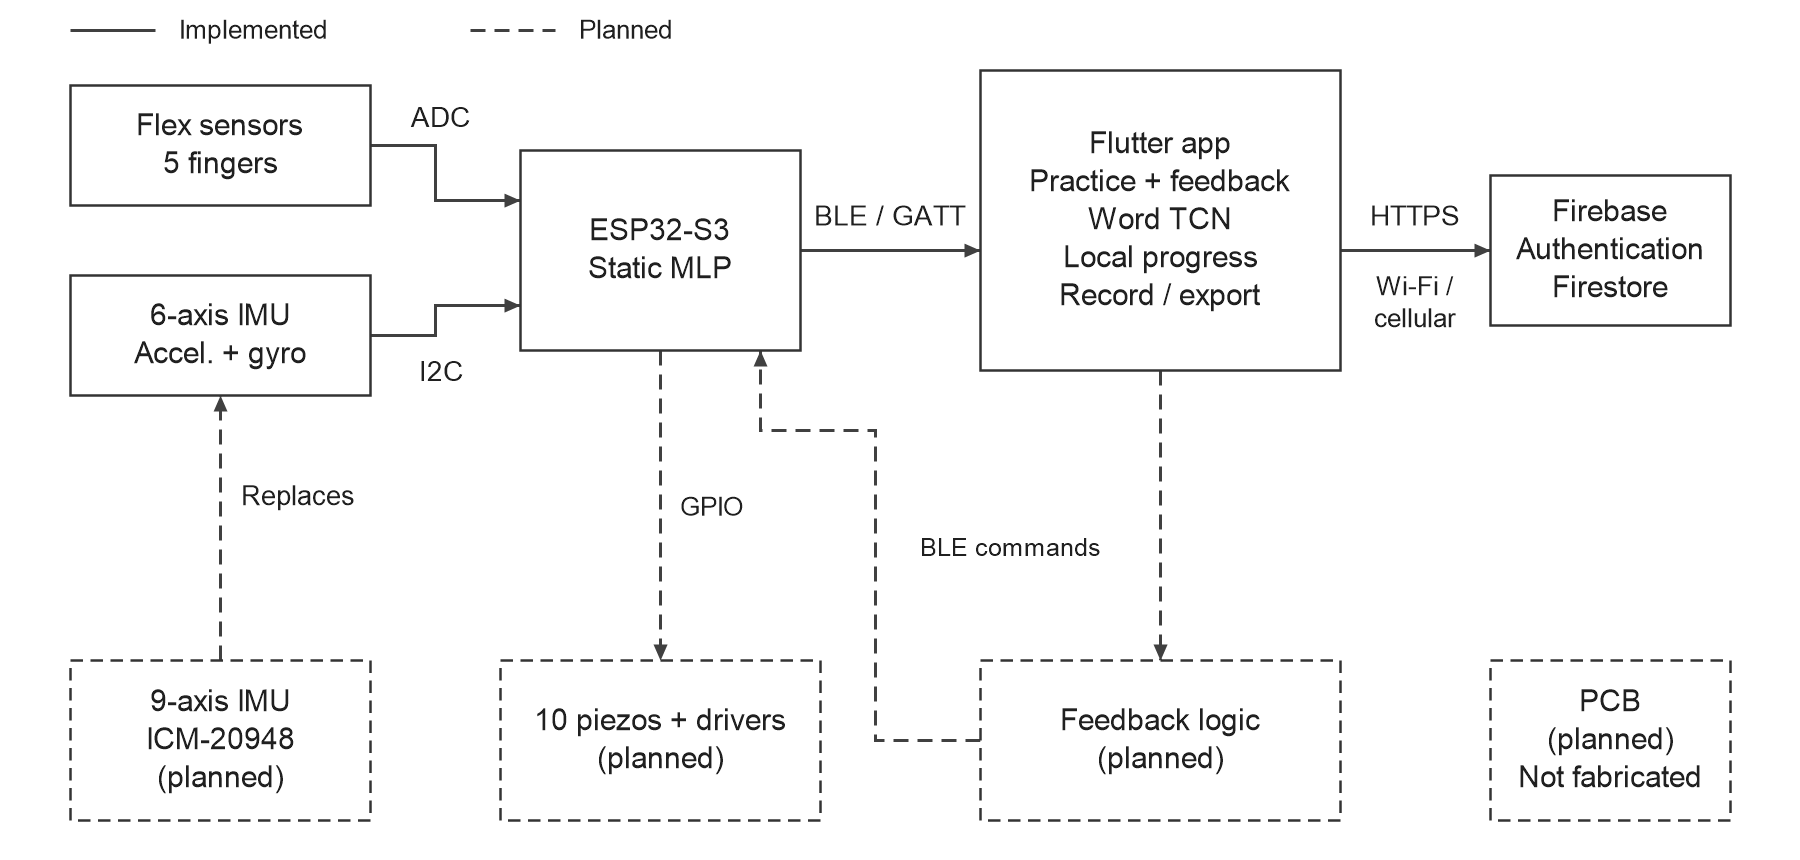 Implemented
Planned
Flex sensors
5 fingers
ADC
6-axis IMU
Accel. + gyro
I2C
ESP32-S3
Static MLP
BLE / GATT
Flutter app
Practice + feedback
Word TCN
Local progress
Record / export
HTTPS
Wi-Fi /
cellular
Firebase
Authentication
Firestore
Replaces
GPIO
BLE commands
9-axis IMU
ICM-20948
(planned)
10 piezos + drivers
(planned)
Feedback logic
(planned)
PCB
(planned)
Not fabricated